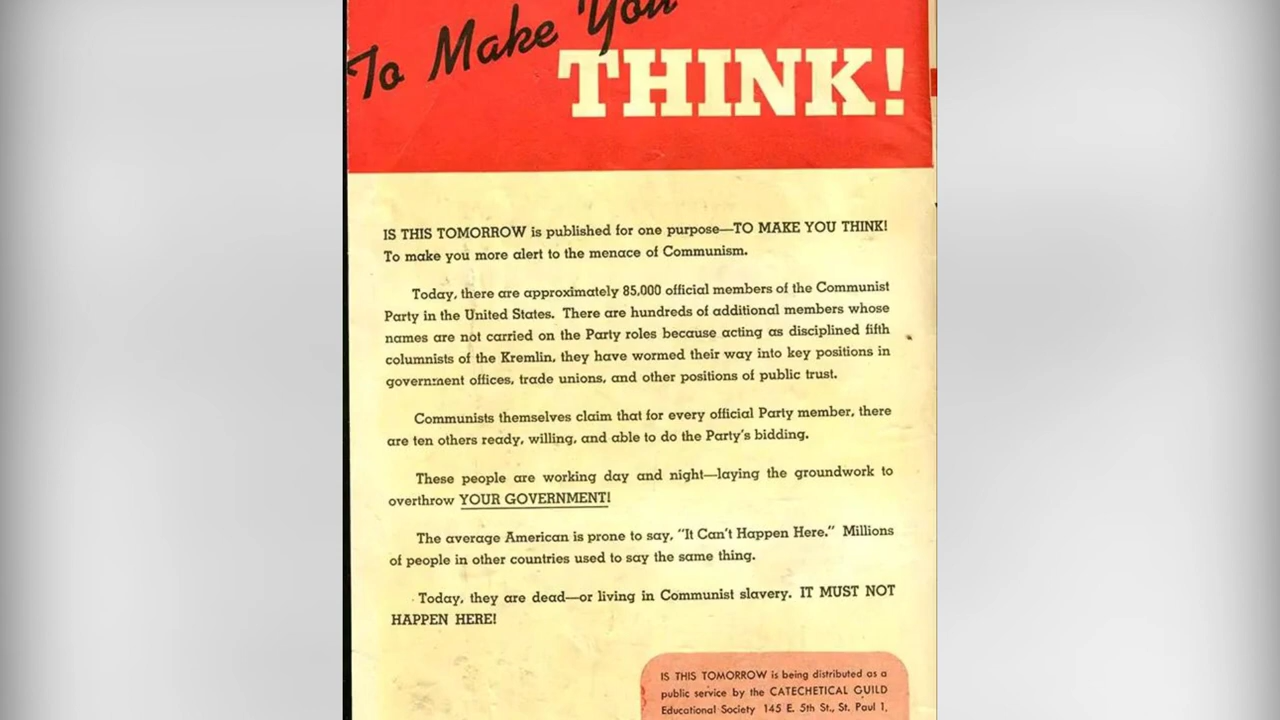 To Make You
THINK!
IS THIS TOMORROW is published for one purpose—TO MAKE YOU THINK!
To make you more alert to the menace of Communism.
Today, there are approximately 85,000 official members of the Communist
Party in the United States. There are hundreds of additional members whose
names are not carried on the Party roles because acting as disciplined fifth
columnists of the Kremlin, they have wormed their way into key positions in
government offices, trade unions, and other positions of public trust.
Communists themselves claim that for every official Party member, there
are ten others ready, willing, and able to do the Party's bidding.
These people are working day and night—laying the groundwork to
overthrow YOUR GOVERNMENT!
The average American is prone to say, "It Can't Happen Here." Millions
of people in other countries used to say the same thing.
Today, they are dead—or living in Communist slavery. IT MUST NOT
HAPPEN HERE!
IS THIS TOMORROW is being distributed as a
public service by the CATECHETICAL GUILD
Educational Society 145 E. 5th St., St. Paul 1,